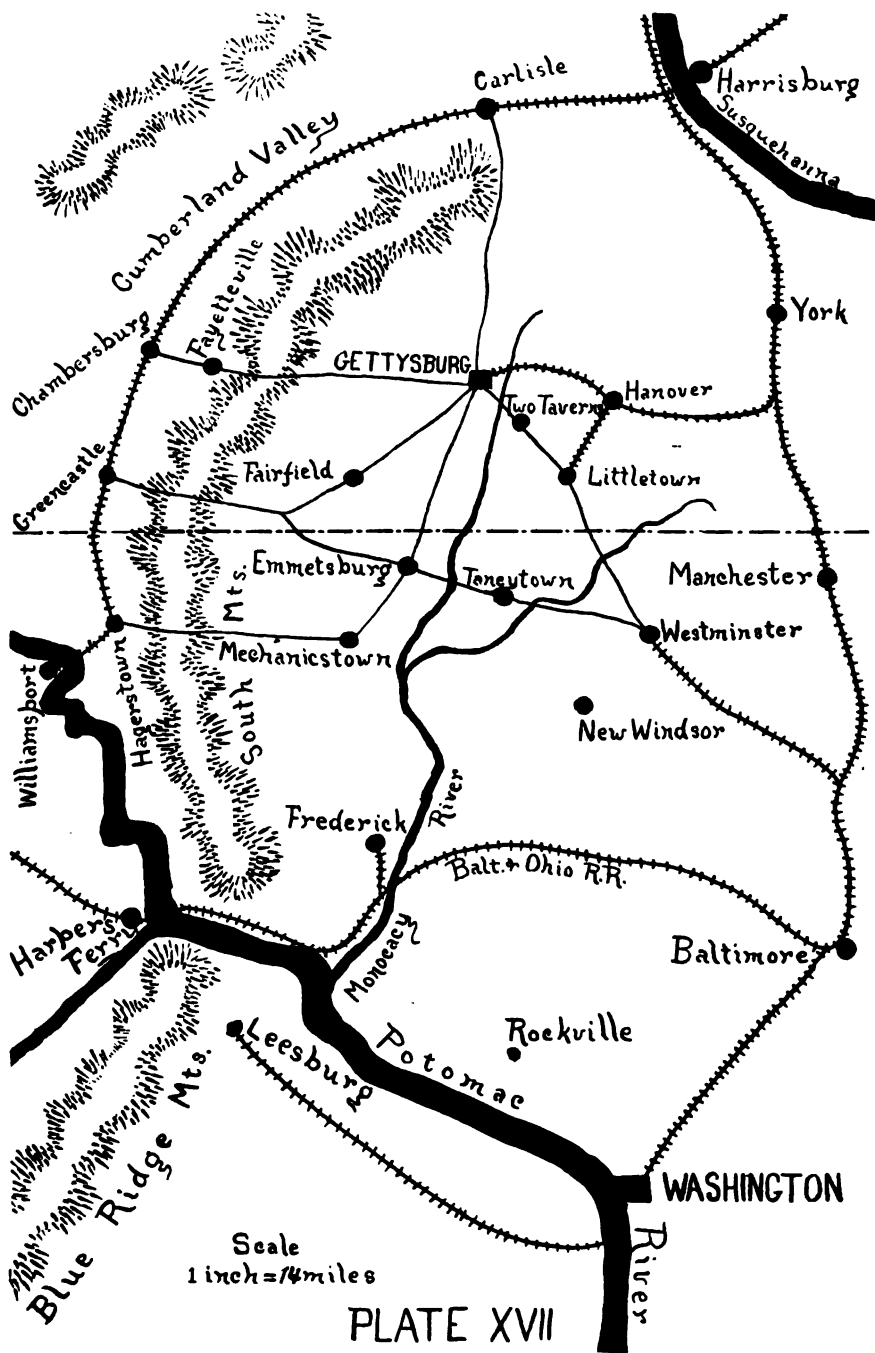 Carlisle
Harrisburg
Susquehanna
Cumberland Valley
Chambersburg
Fayetteville
York
GETTYSBURG
Hanover
Two Tavern
Greencastle
Fairfield
Littletown
Emmetsburg
Taneytown
Manchester
Mechanicstown
Westminster
Williamsport
Hagerstown
South Mts.
New Windsor
Frederick
Monocacy River
Balt. & Ohio R.R.
Harpers
Ferry
Baltimore
Leesburg
Potomac River
Rockville
Blue Ridge Mts.
WASHINGTON
Scale
1 inch = 14 miles
PLATE XVII